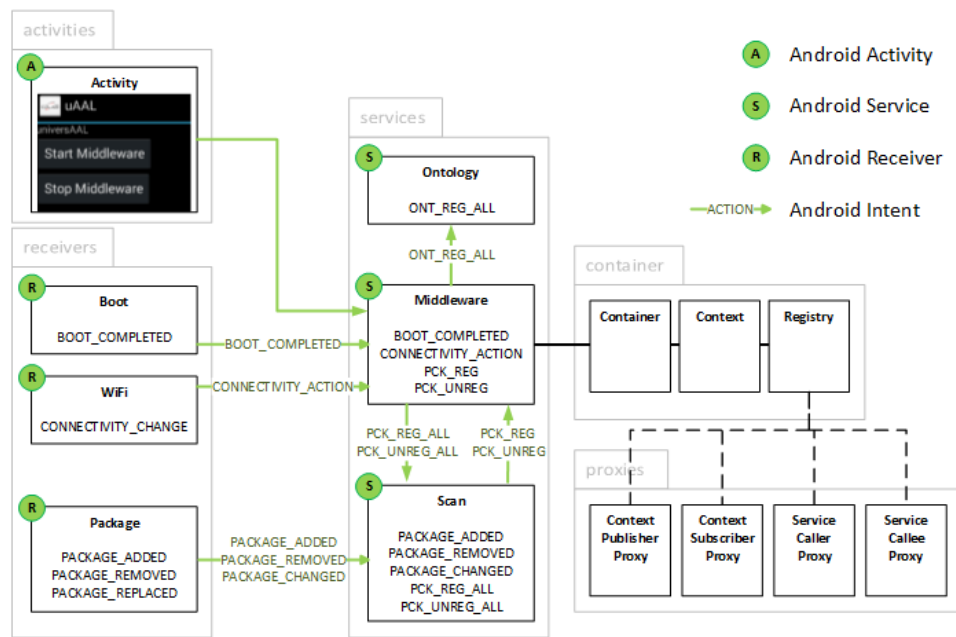 activities
A
Activity
uAAL
universAAL
Start Middleware
Stop Middleware
receivers
R
Boot
BOOT_COMPLETED
R
WiFi
CONNECTIVITY_CHANGE
R
Package
PACKAGE_ADDED
PACKAGE_REMOVED
PACKAGE_REPLACED
BOOT_COMPLETED
CONNECTIVITY_ACTION
PACKAGE_ADDED
PACKAGE_REMOVED
PACKAGE_CHANGED
services
S
Ontology
ONT_REG_ALL
ONT_REG_ALL
S
Middleware
BOOT_COMPLETED
CONNECTIVITY_ACTION
PCK_REG
PCK_UNREG
PCK_REG_ALL
PCK_UNREG_ALL
PCK_REG
PCK_UNREG
S
Scan
PACKAGE_ADDED
PACKAGE_REMOVED
PACKAGE_CHANGED
PCK_REG_ALL
PCK_UNREG_ALL
A Android Activity
S Android Service
R Android Receiver
ACTION Android Intent
container
Container
Context
Registry
proxies
Context
Publisher
Proxy
Context
Subscriber
Proxy
Service
Caller
Proxy
Service
Callee
Proxy